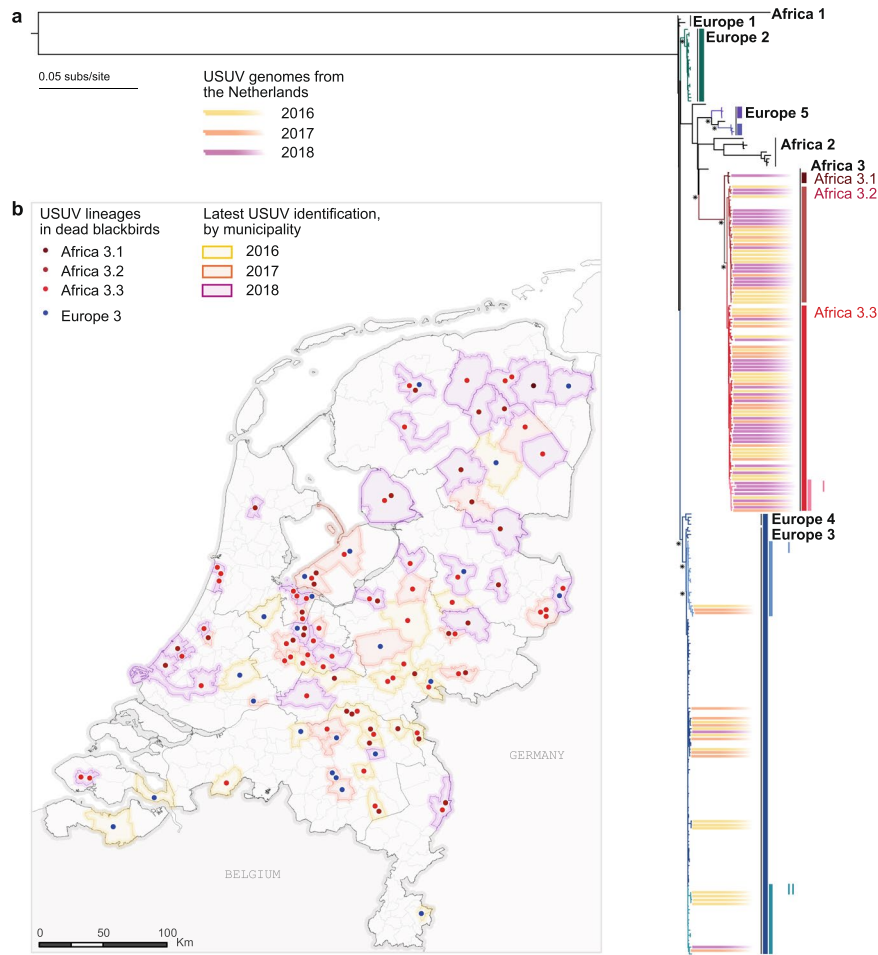 a
Africa 1
Europe 1
Europe 2
0.05 subs/site
USUV genomes from
the Netherlands
2016
2017
2018
Europe 5
Africa 2
Africa 3
Africa 3.1
Africa 3.2
Africa 3.3
I
Europe 4
Europe 3
I
II
b
USUV lineages
in dead blackbirds
Africa 3.1
Africa 3.2
Africa 3.3
Europe 3
Latest USUV identification,
by municipality
2016
2017
2018
GERMANY
BELGIUM
0 50 100
Km